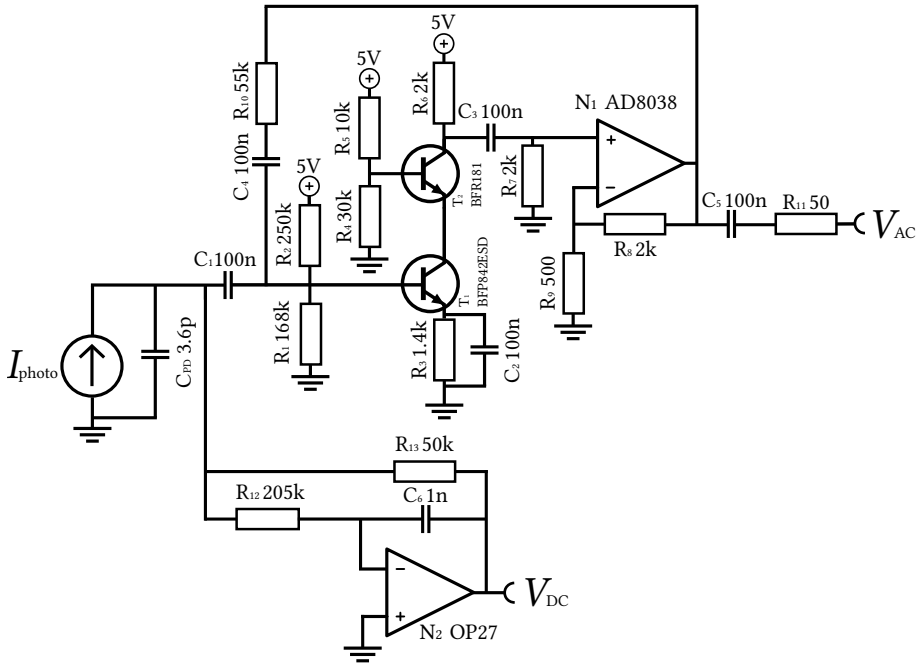 5V
5V
R₁₀ 55k
R₆ 2k
C₃ 100n
N₁ AD8038
R₅ 10k
+
C₄ 100n
5V
T₂
BFR181
R₇ 2k
−
R₄ 30k
R₂ 250k
C₅ 100n
R₁₁ 50
V_AC
R₈ 2k
C₁ 100n
T₁
BFP842ESD
R₉ 500
R₁ 168k
R₃ 1.4k
C₂ 100n
I_photo
C_PD 3.6p
R₁₃ 50k
R₁₂ 205k
C₆ 1n
−
+
V_DC
N₂ OP27